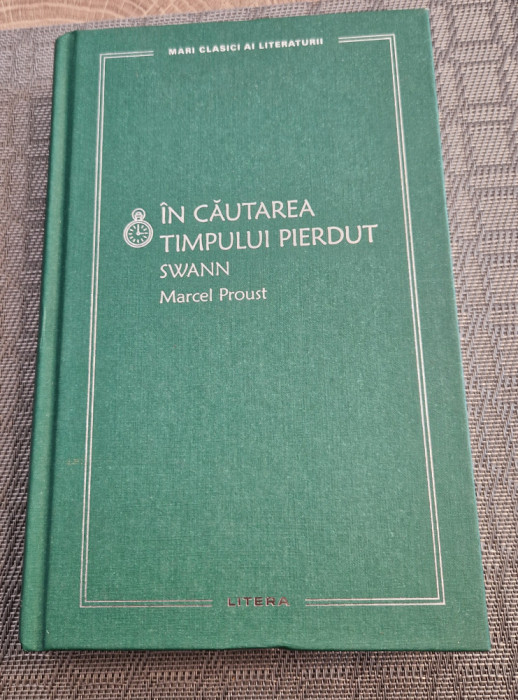 MARI CLASICI AI LITERATURII
ÎN CĂUTAREA
TIMPULUI PIERDUT
SWANN
Marcel Proust
LITERA